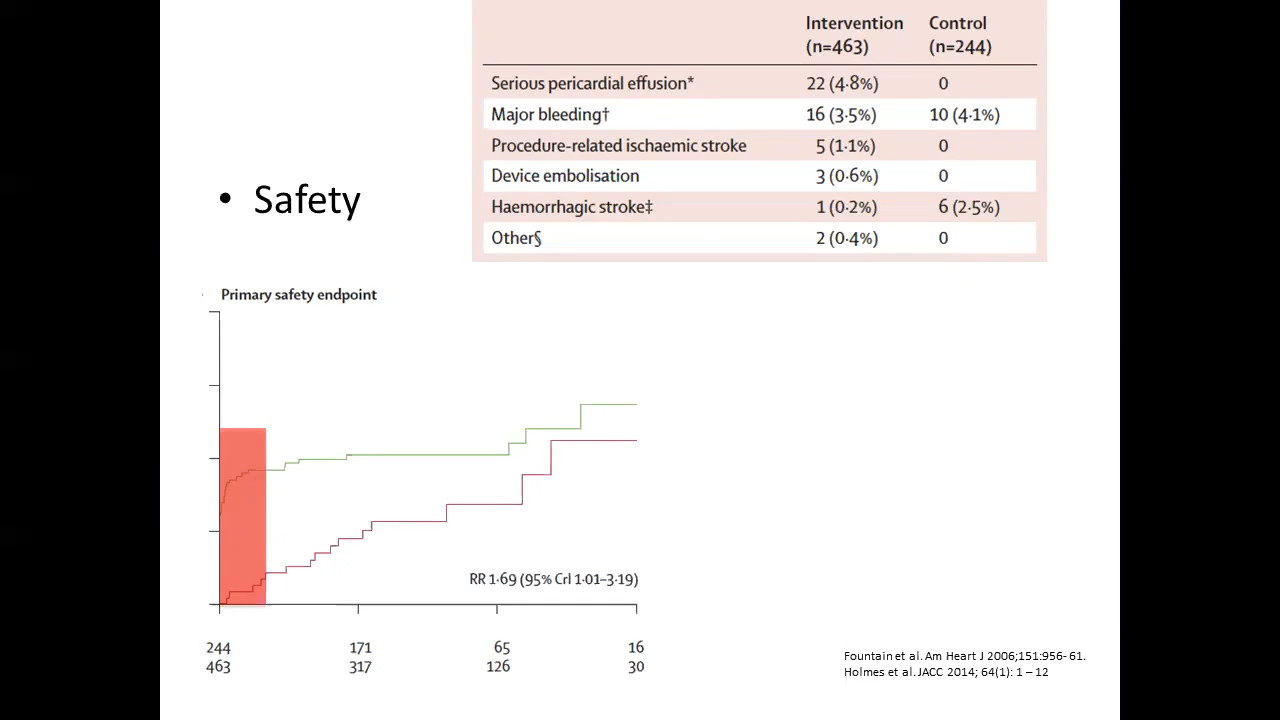 Intervention Control
(n=463) (n=244)
Serious pericardial effusion* 22 (4·8%) 0
Major bleeding† 16 (3·5%) 10 (4·1%)
Procedure-related ischaemic stroke 5 (1·1%) 0
Device embolisation 3 (0·6%) 0
Haemorrhagic stroke‡ 1 (0·2%) 6 (2·5%)
Other§ 2 (0·4%) 0
• Safety
Primary safety endpoint
RR 1·69 (95% CrI 1·01–3·19)
244 171 65 16
463 317 126 30
Fountain et al. Am Heart J 2006;151:956- 61.
Holmes et al. JACC 2014; 64(1): 1 – 12